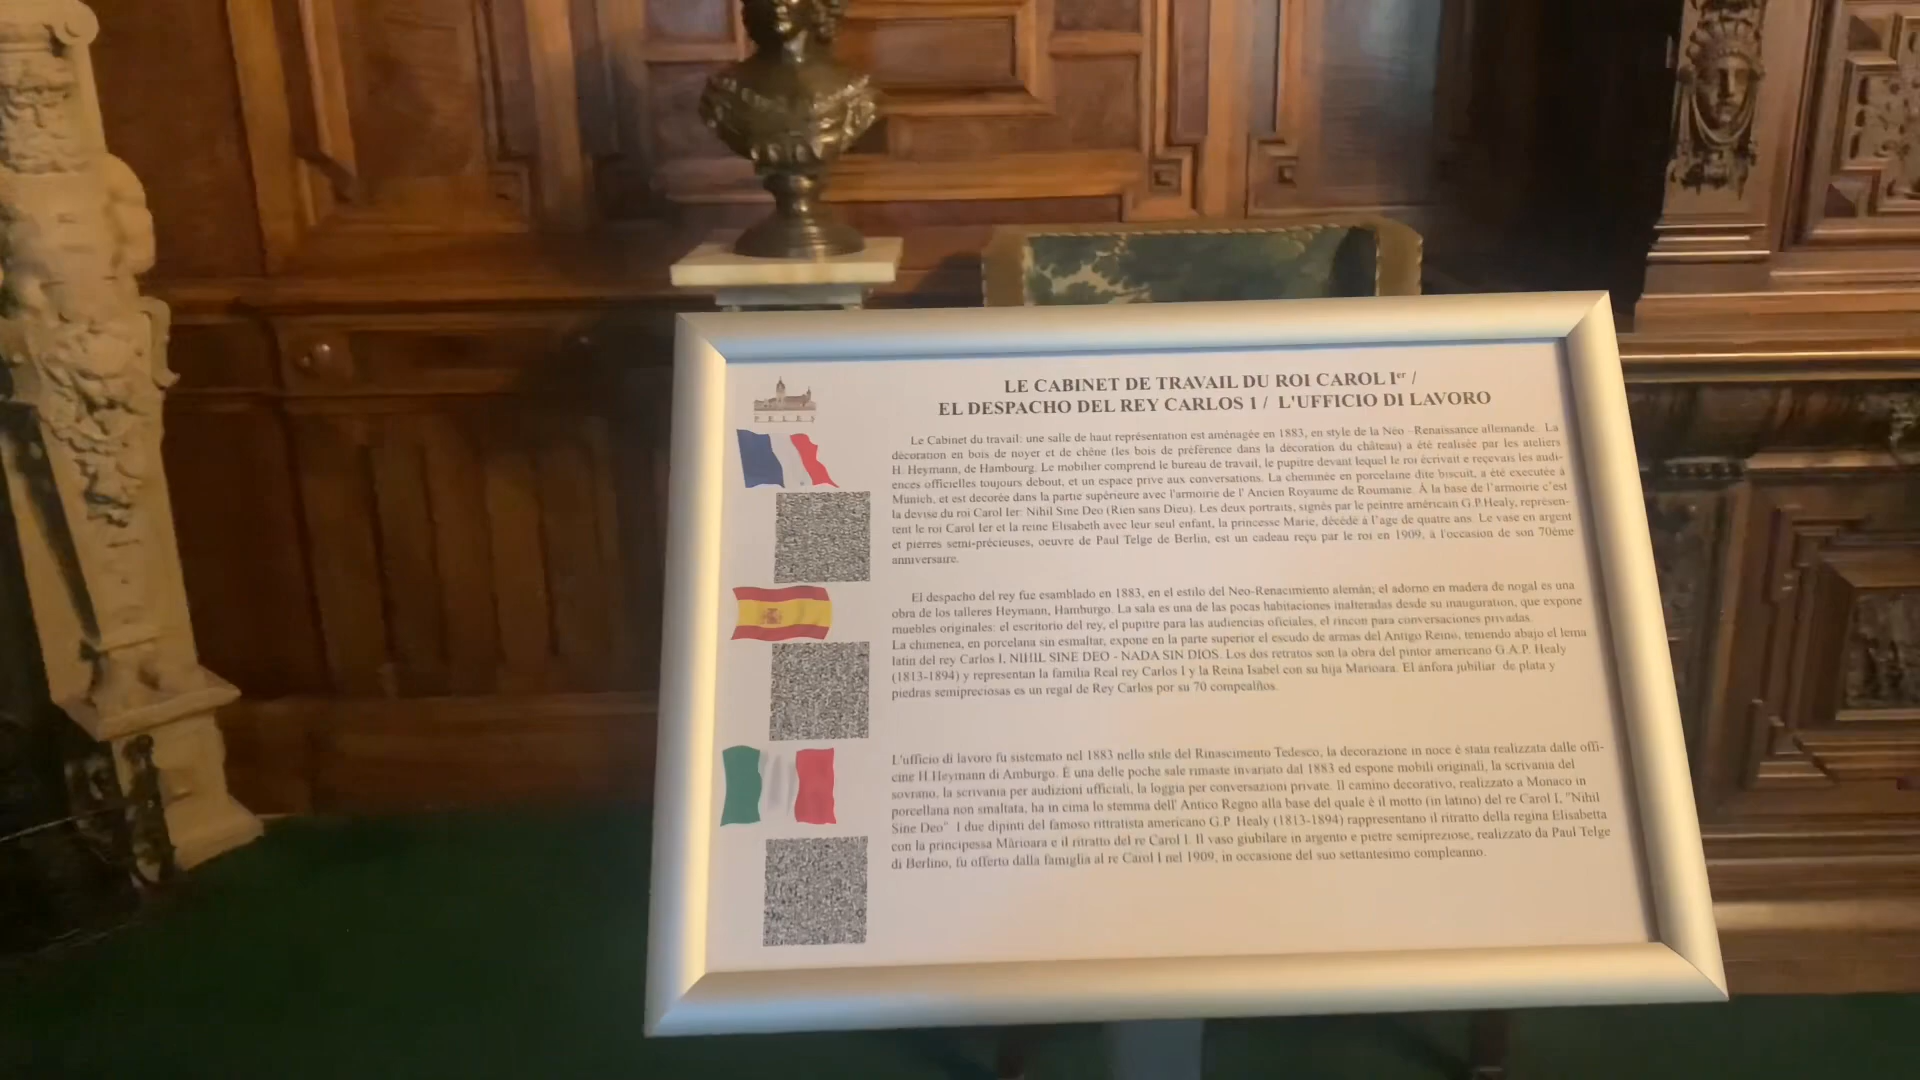 PELEȘ
LE CABINET DE TRAVAIL DU ROI CAROL Ier /
EL DESPACHO DEL REY CARLOS 1 / L'UFFICIO DI LAVORO
Le Cabinet du travail: une salle de haut représentation est aménagée en 1883, en style de la Neo -Renaissance allemande. La
décoration en bois de noyer et de chêne (les bois de préférence dans la décoration du château) a été realisée par les ateliers
H. Heymann, de Hambourg. Le mobilier comprend le bureau de travail, le pupitre devant lequel le roi écrivait e reçevais les audi-
ences officielles toujours debout, et un espace prive aux conversations. La cheminée en porcelaine dite biscuit, a été executée à
Munich, et est decorée dans la partie supérieure avec l'armoirie de l' Ancien Royaume de Roumanie. À la base de l'armoirie c'est
la devise du roi Carol Ier: Nihil Sine Deo (Rien sans Dieu). Les deux portraits, signés par le peintre américain G.P.Healy, représen-
tent le roi Carol Ier et la reine Elisabeth avec leur seul enfant, la princesse Marie, décédé à l'age de quatre ans. Le vase en argent
et pierres semi-précieuses, oeuvre de Paul Telge de Berlin, est un cadeau reçu par le roi en 1909, à l'occasion de son 70ème
anniversaire.
El despacho del rey fue esamblado en 1883, en el estilo del Neo-Renacimiento alemán; el adorno en madera de nogal es una
obra de los talleres Heymann, Hamburgo. La sala es una de las pocas habitaciones inalteradas desde su inauguration, que expone
muebles originales: el escritorio del rey, el pupitre para las audiencias oficiales, el rincon para conversaciones privadas.
La chimenea, en porcelana sin esmaltar, expone en la parte superior el escudo de armas del Antigo Reino, teniendo abajo el lema
latin del rey Carlos I, NIHIL SINE DEO - NADA SIN DIOS. Los dos retratos son la obra del pintor americano G.A.P. Healy
(1813-1894) y representan la familia Real rey Carlos I y la Reina Isabel con su hija Marioara. El ánfora jubiliar de plata y
piedras semipreciosas es un regal de Rey Carlos por su 70 compealños.
L'ufficio di lavoro fu sistemato nel 1883 nello stile del Rinascimento Tedesco, la decorazione in noce è stata realizzata dalle offi-
cine H.Heymann di Amburgo. È una delle poche sale rimaste invariato dal 1883 ed espone mobili originali, la scrivania del
sovrano, la scrivania per audizioni ufficiali, la loggia per conversazioni private. Il camino decorativo, realizzato a Monaco in
porcellana non smaltata, ha in cima lo stemma dell' Antico Regno alla base del quale è il motto (in latino) del re Carol I, "Nihil
Sine Deo" I due dipinti del famoso rittratista americano G.P. Healy (1813-1894) rappresentano il ritratto della regina Elisabetta
con la principessa Mărioara e il ritratto del re Carol I. Il vaso giubilare in argento e pietre semipreziose, realizzato da Paul Telge
di Berlino, fu offerto dalla famiglia al re Carol I nel 1909, in occasione del suo settantesimo compleanno.